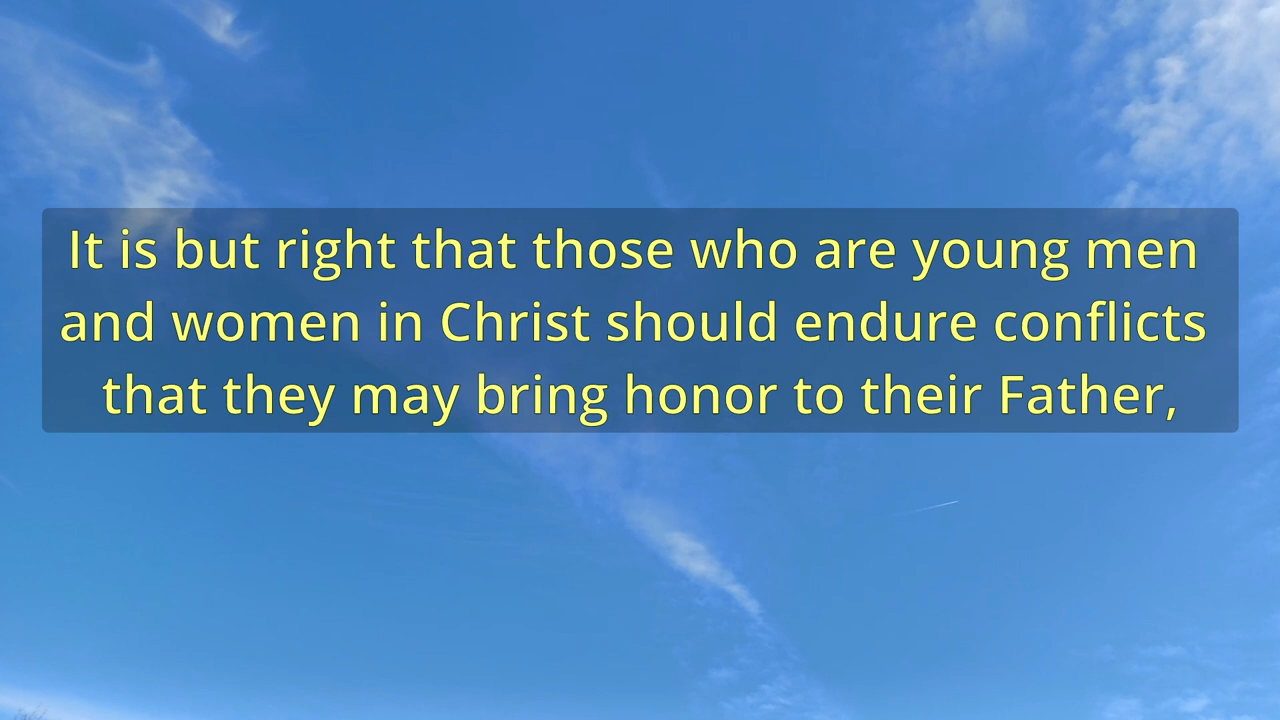 It is but right that those who are young men
and women in Christ should endure conflicts
that they may bring honor to their Father,